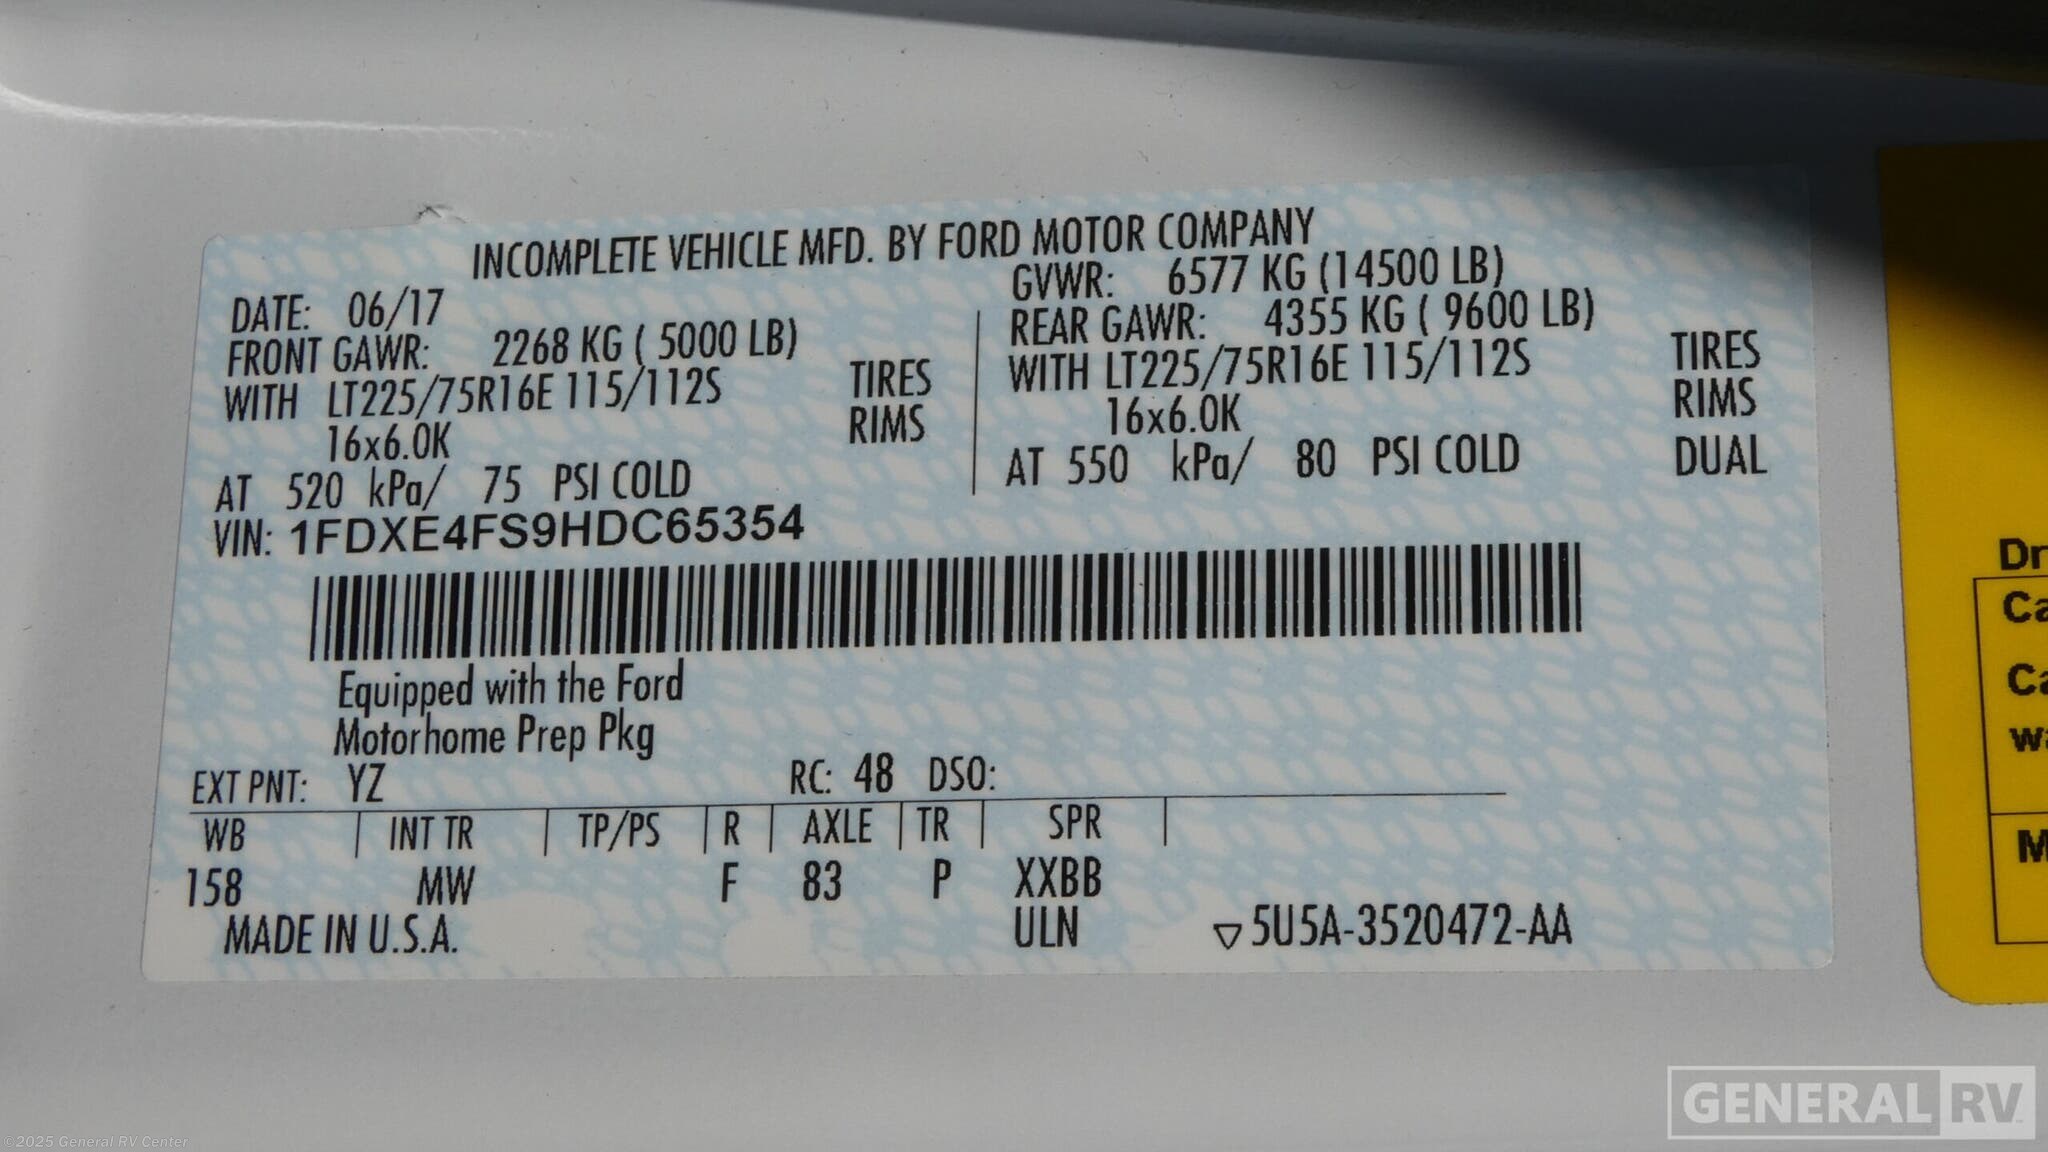 INCOMPLETE VEHICLE MFD. BY FORD MOTOR COMPANY
DATE: 06/17
GVWR: 6577 KG (14500 LB)
FRONT GAWR: 2268 KG ( 5000 LB)
REAR GAWR: 4355 KG ( 9600 LB)
WITH LT225/75R16E 115/112S TIRES
WITH LT225/75R16E 115/112S TIRES
16x6.0K RIMS
16x6.0K RIMS
AT 520 kPa/ 75 PSI COLD
AT 550 kPa/ 80 PSI COLD DUAL
VIN: 1FDXE4FS9HDC65354
Equipped with the Ford
Motorhome Prep Pkg
EXT PNT: YZ RC: 48 DSO:
WB INT TR TP/PS R AXLE TR SPR
158 MW F 83 P XXBB
MADE IN U.S.A. ULN ▽5U5A-3520472-AA
GENERAL RV
©2025 General RV Center